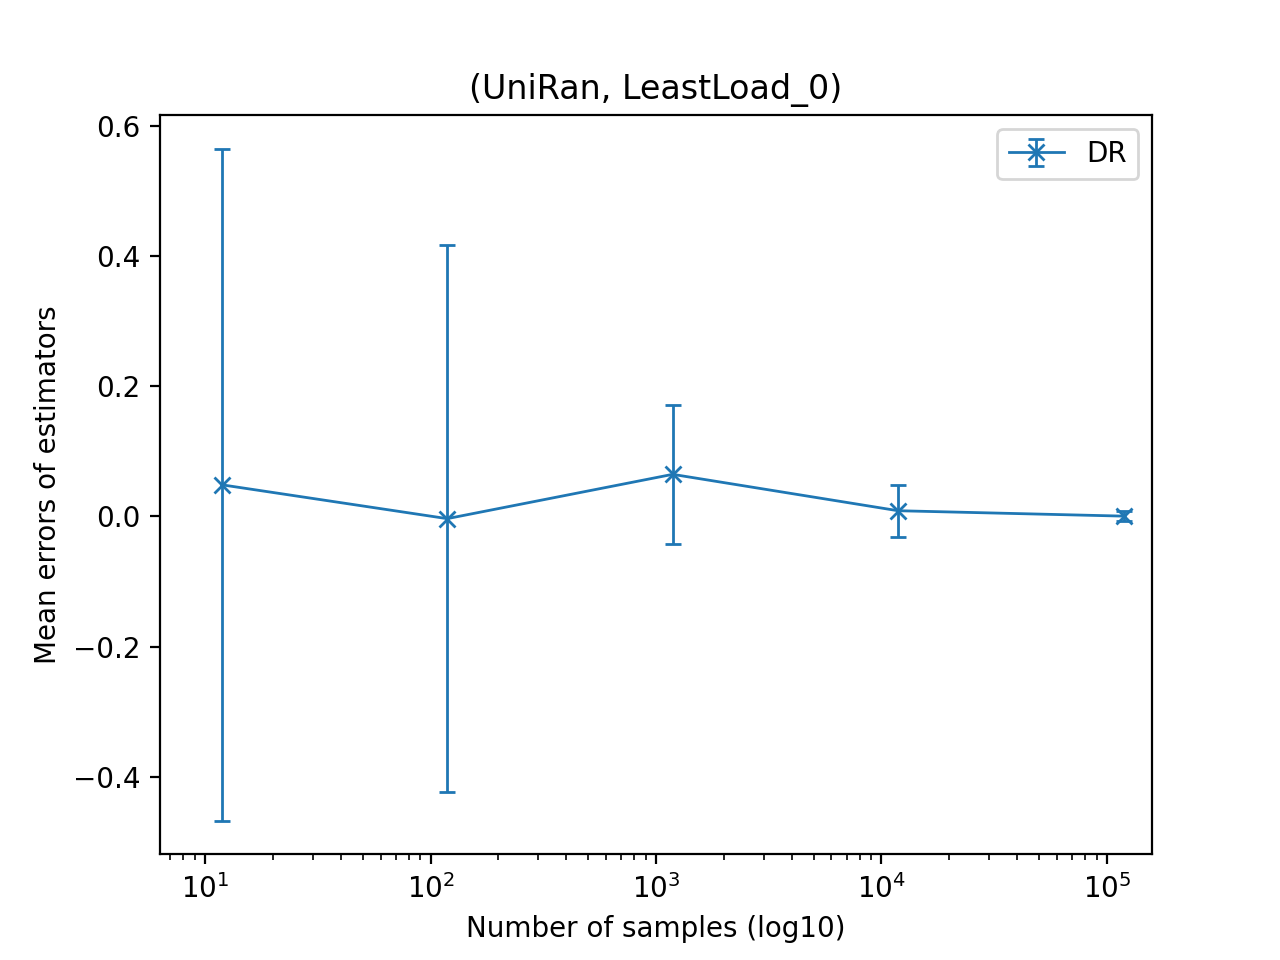 (UniRan, LeastLoad_0)
DR
Mean errors of estimators
0.6
0.4
0.2
0.0
−0.2
−0.4
10¹ 10² 10³ 10⁴ 10⁵
Number of samples (log10)